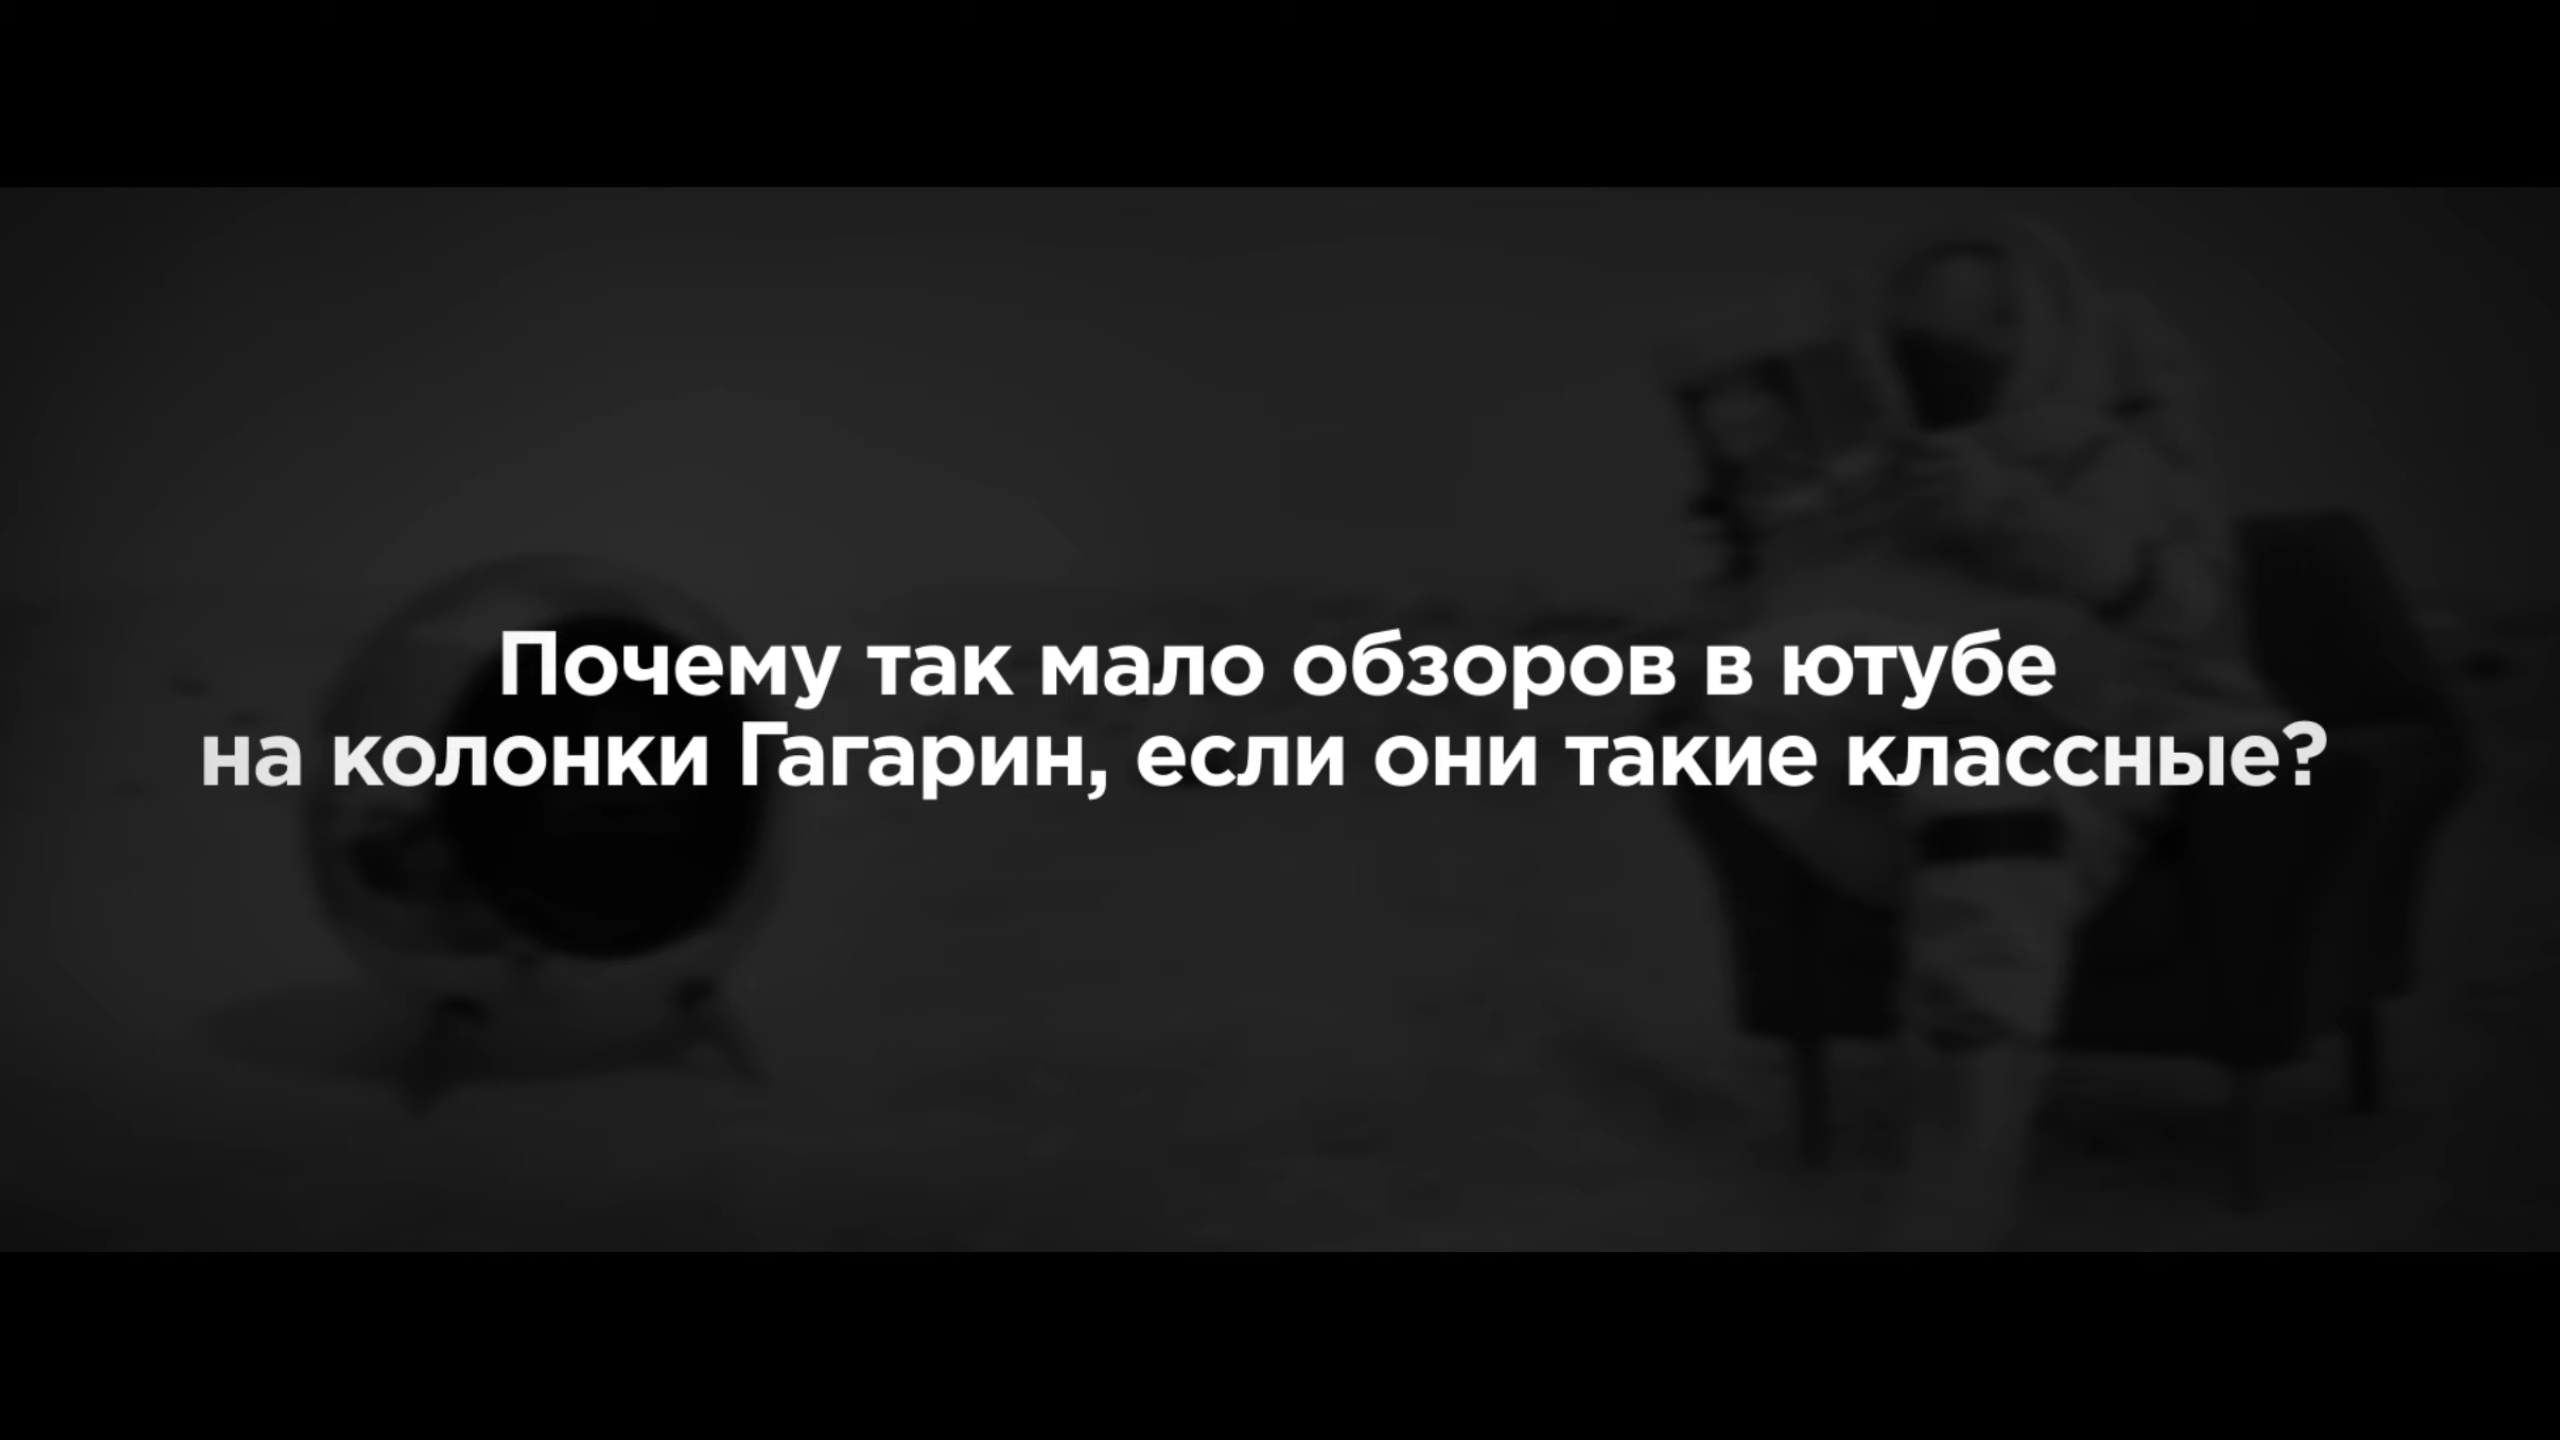 Почему так мало обзоров в ютубе
на колонки Гагарин, если они такие классные?